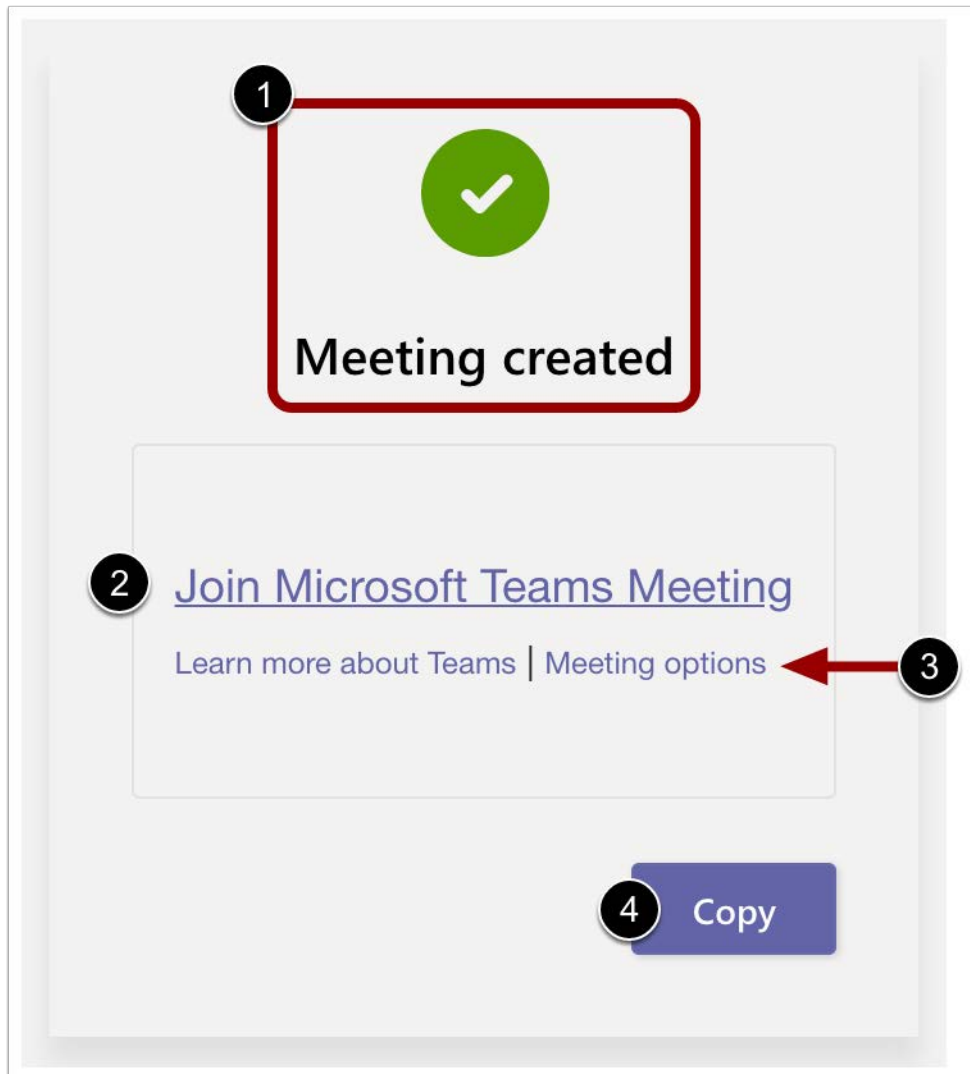 1
Meeting created
2
Join Microsoft Teams Meeting
Learn more about Teams | Meeting options
3
4
Copy